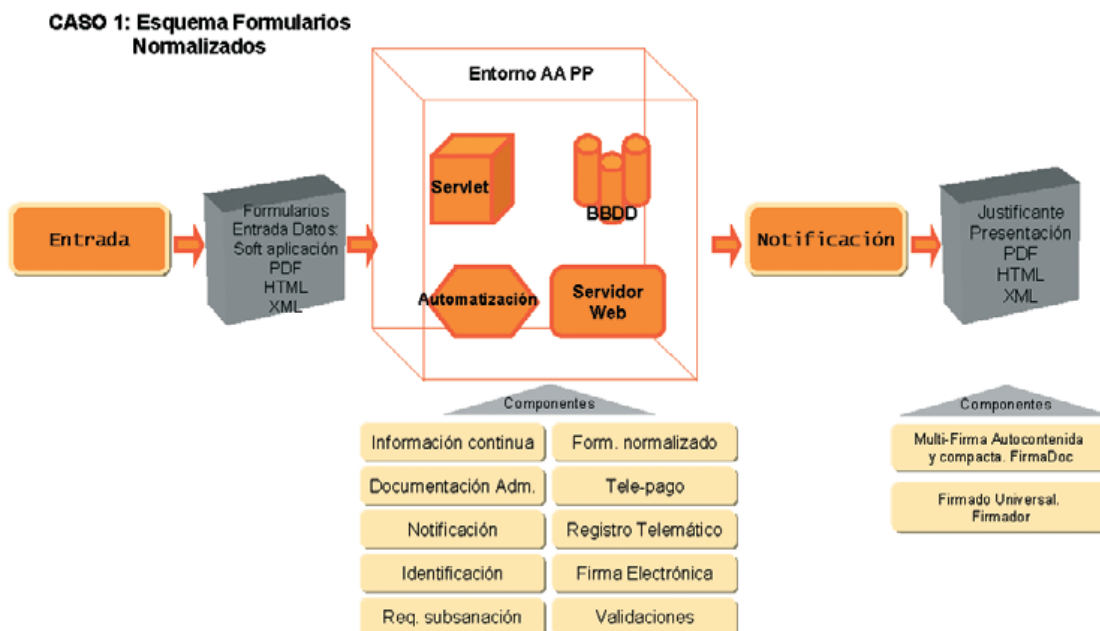 CASO 1: Esquema Formularios
Normalizados
Entorno AA PP
Servlet
BBDD
Automatización
Servidor
Web
Entrada
Formularios
Entrada Datos:
Soft aplicación
PDF
HTML
XML
Notificación
Justificante
Presentación
PDF
HTML
XML
Componentes
Información continua
Form. normalizado
Documentación Adm.
Tele-pago
Notificación
Registro Telemático
Identificación
Firma Electrónica
Req. subsanación
Validaciones
Componentes
Multi-Firma Autocontenida
y compacta. FirmaDoc
Firmado Universal.
Firmador